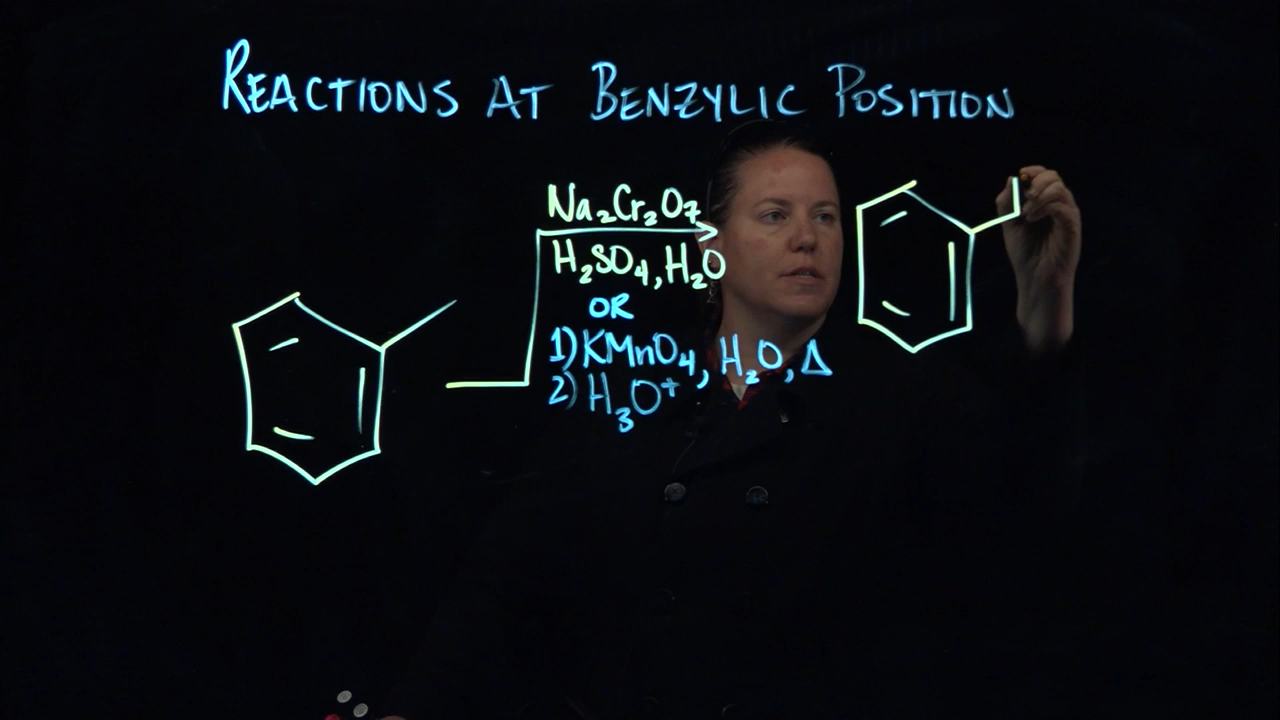 REACTIONS AT BENZYLIC POSITION
Na₂Cr₂O₇
H₂SO₄, H₂O
OR
1) KMnO₄, H₂O, Δ
2) H₃O⁺